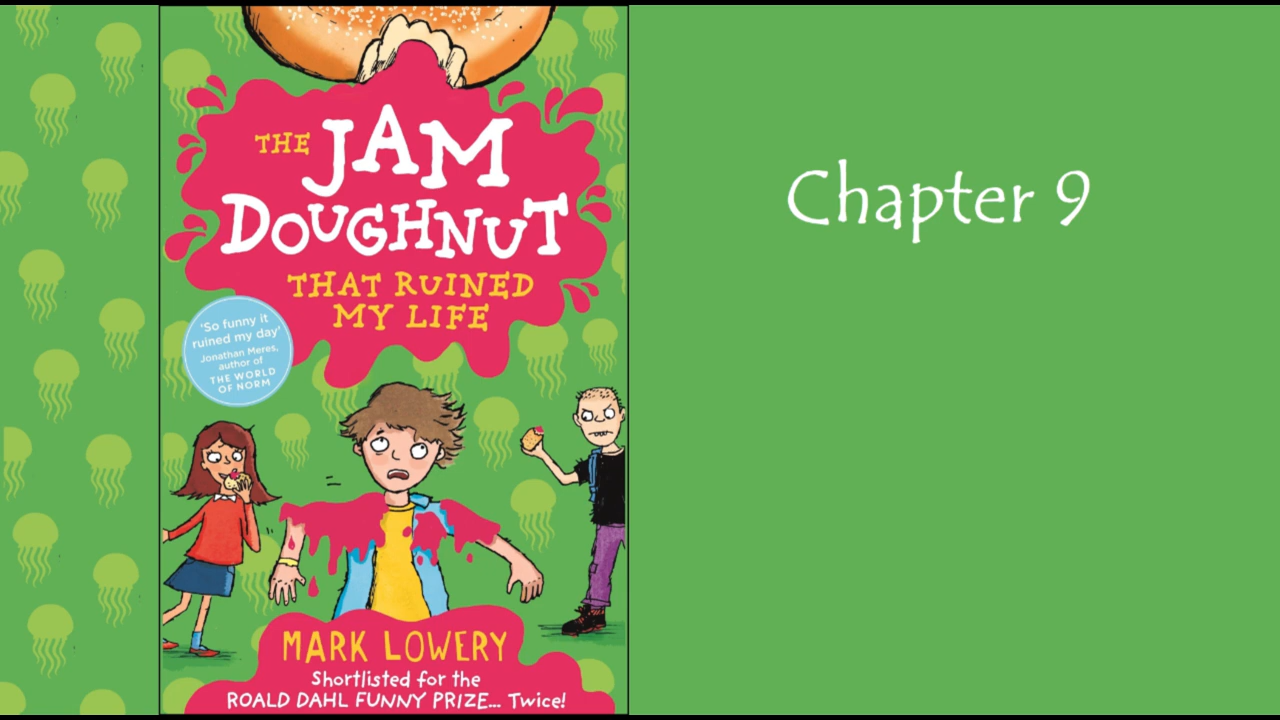 THE JAM
DOUGHNUT
THAT RUINED
MY LIFE
'So funny it
ruined my day'
Jonathan Meres,
author of
THE WORLD
OF NORM
MARK LOWERY
Shortlisted for the
ROALD DAHL FUNNY PRIZE... Twice!
Chapter 9